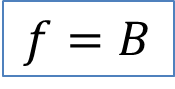 f = B